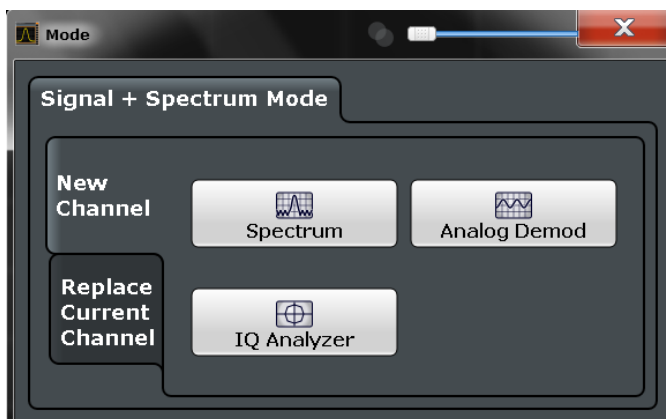 Mode
X
Signal + Spectrum Mode
New
Channel
Spectrum
Analog Demod
Replace
Current
Channel
IQ Analyzer